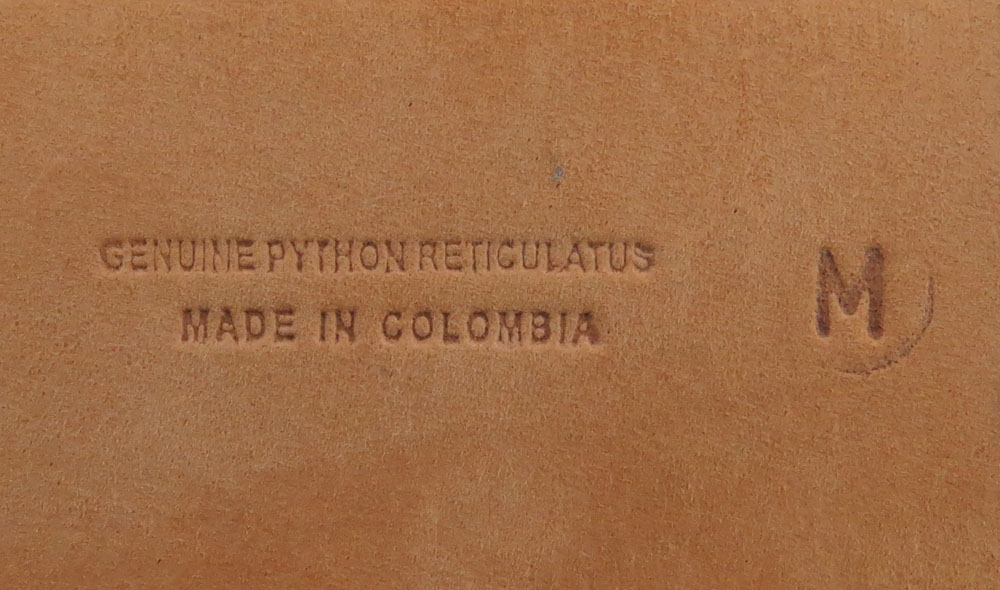 GENUINE PYTHON RETICULATUS
MADE IN COLOMBIA
M